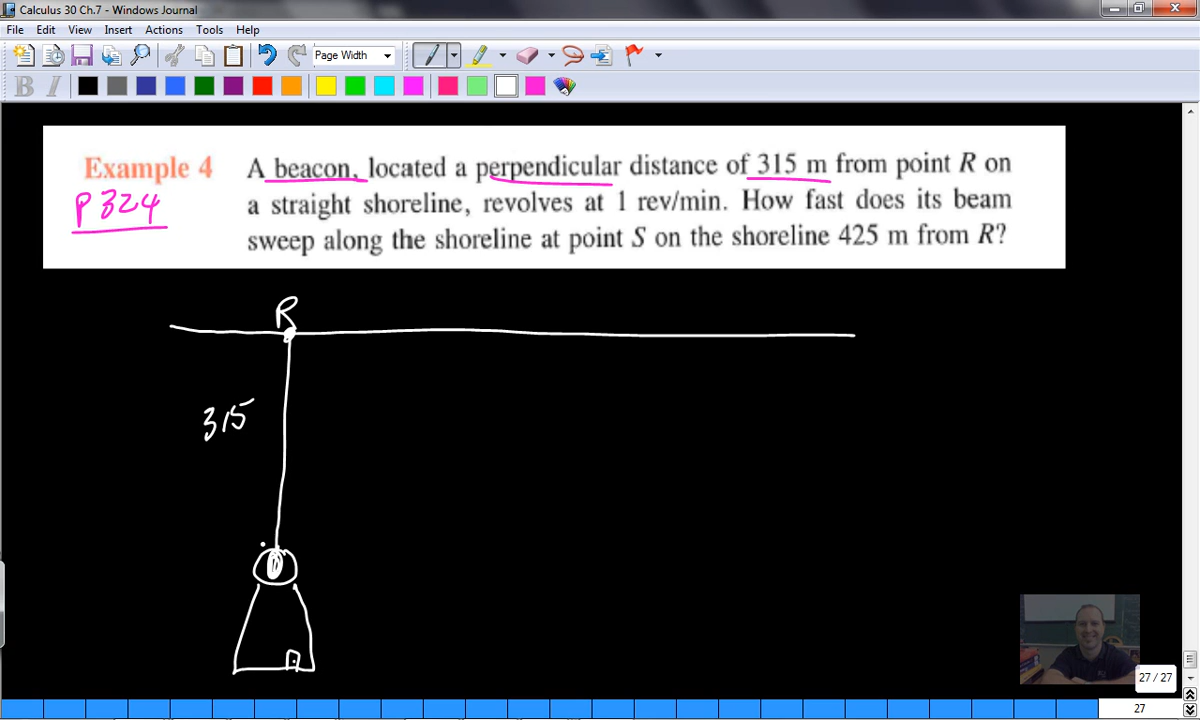 Calculus 30 Ch.7 - Windows Journal
File Edit View Insert Actions Tools Help
Page Width
B I
Example 4 A beacon, located a perpendicular distance of 315 m from point R on
P324 a straight shoreline, revolves at 1 rev/min. How fast does its beam
sweep along the shoreline at point S on the shoreline 425 m from R?
R
315
27 / 27
27